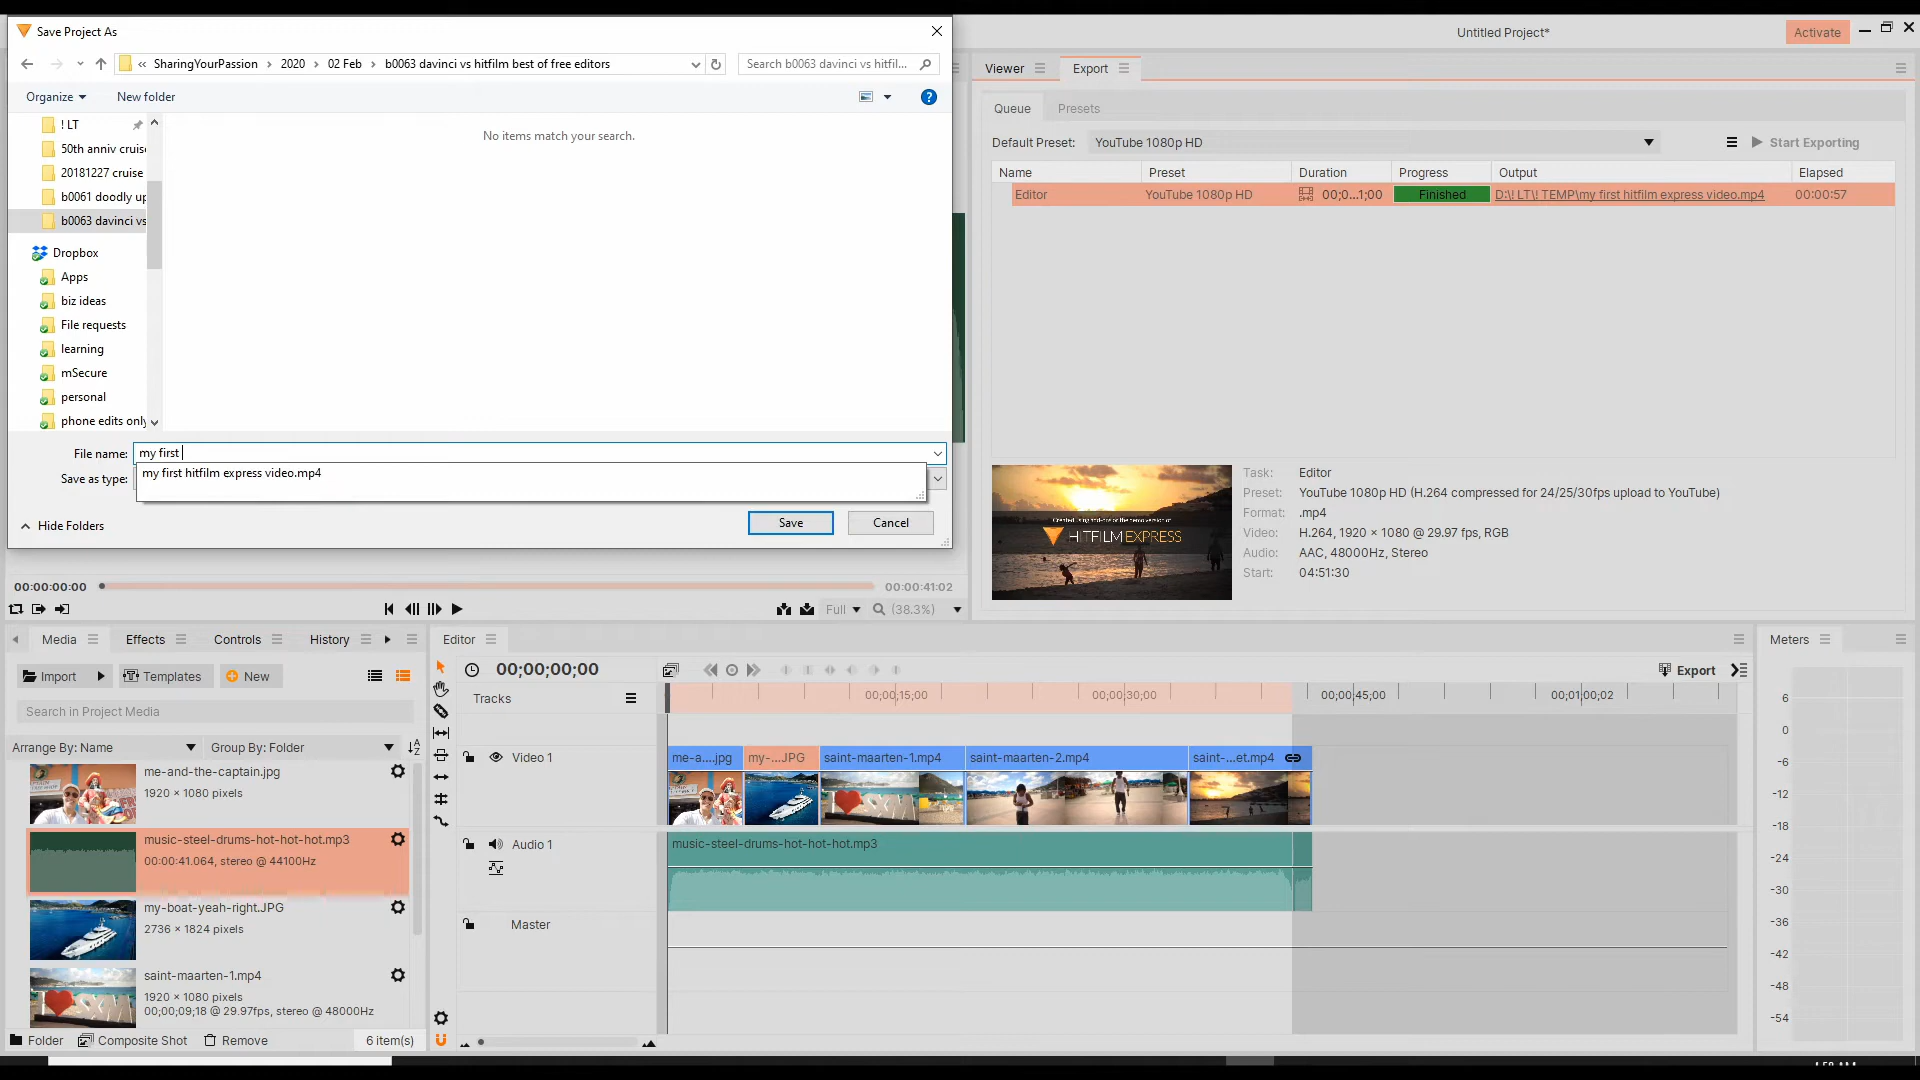 Save Project As
Untitled Project*
Activate
« SharingYourPassion > 2020 > 02 Feb > b0063 davinci vs hitfilm best of free editors
Search b0063 davinci vs hitfil...
Organize
New folder
! LT
50th anniv cruise
20181227 cruise
b0061 doodly up
b0063 davinci vs
Dropbox
Apps
biz ideas
File requests
learning
mSecure
personal
phone edits only
No items match your search.
File name: my first
my first hitfilm express video.mp4
Save as type:
Hide Folders
Save
Cancel
Viewer
Export
Queue
Presets
Default Preset: YouTube 1080p HD
Start Exporting
Name Preset Duration Progress Output Elapsed
Editor YouTube 1080p HD 00;0...1;00 Finished D:\! LT\! TEMP\my first hitfilm express video.mp4 00:00:57
Created using add-ons or the demo version of
HITFILM EXPRESS
Task: Editor
Preset: YouTube 1080p HD (H.264 compressed for 24/25/30fps upload to YouTube)
Format: .mp4
Video: H.264, 1920 × 1080 @ 29.97 fps, RGB
Audio: AAC, 48000Hz, Stereo
Start: 04:51:30
00:00:00:00
00:00:41:02
Full
(38.3%)
Media
Effects
Controls
History
Import
Templates
New
Search in Project Media
Arrange By: Name
Group By: Folder
me-and-the-captain.jpg
1920 × 1080 pixels
music-steel-drums-hot-hot-hot.mp3
00:00:41.064, stereo @ 44100Hz
my-boat-yeah-right.JPG
2736 × 1824 pixels
saint-maarten-1.mp4
1920 × 1080 pixels
00;00;09;18 @ 29.97fps, stereo @ 48000Hz
Folder
Composite Shot
Remove
6 item(s)
Editor
00;00;00;00
Export
Tracks
00;00;15;00
00;00;30;00
00;00;45;00
00;01;00;02
Video 1
me-a....jpg
my-...JPG
saint-maarten-1.mp4
saint-maarten-2.mp4
saint-...et.mp4
Audio 1
music-steel-drums-hot-hot-hot.mp3
Master
Meters
6
0
-6
-12
-18
-24
-30
-36
-42
-48
-54